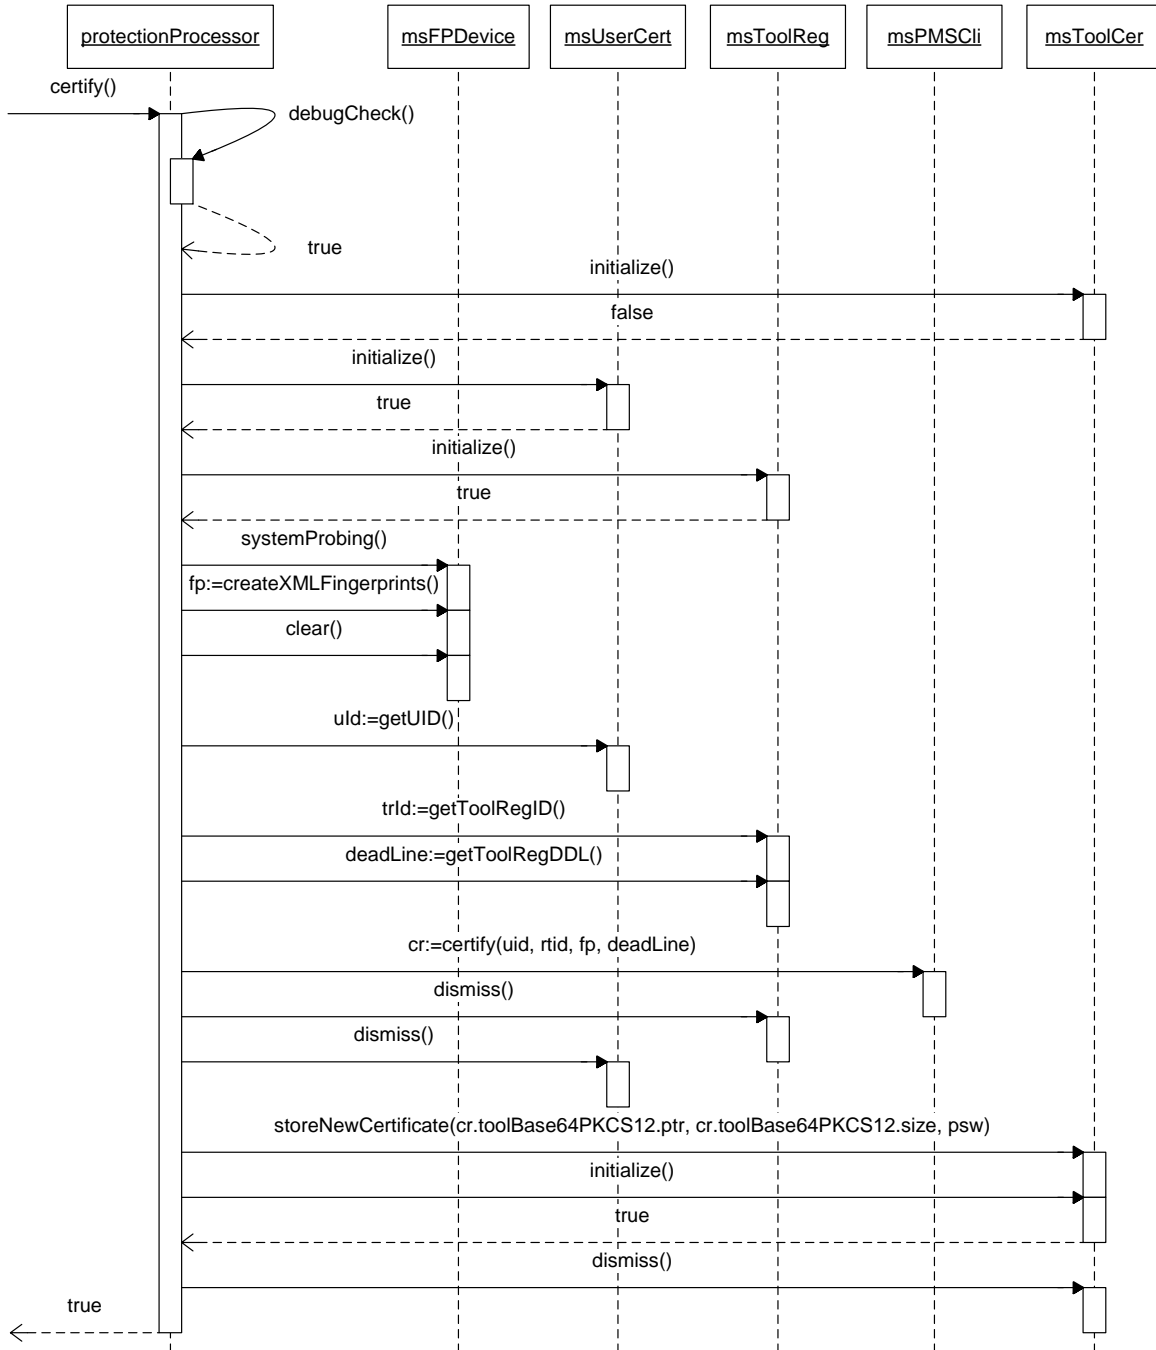 protectionProcessor
msFPDevice
msUserCert
msToolReg
msPMSCli
msToolCer
certify()
debugCheck()
true
initialize()
false
initialize()
true
initialize()
true
systemProbing()
fp:=createXMLFingerprints()
clear()
uId:=getUID()
trId:=getToolRegID()
deadLine:=getToolRegDDL()
cr:=certify(uid, rtid, fp, deadLine)
dismiss()
dismiss()
storeNewCertificate(cr.toolBase64PKCS12.ptr, cr.toolBase64PKCS12.size, psw)
initialize()
true
dismiss()
true